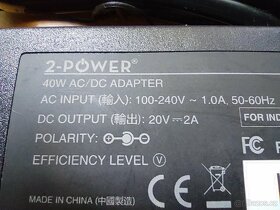 2-POWER®
40W AC/DC ADAPTER
AC INPUT (輸入): 100-240V ~ 1.0A, 50-60Hz
DC OUTPUT (輸出): 20V ⎓ 2A
FOR IND
POLARITY:
EFFICIENCY LEVEL Ⓥ
FC
MADE IN CHINA (中國製造)